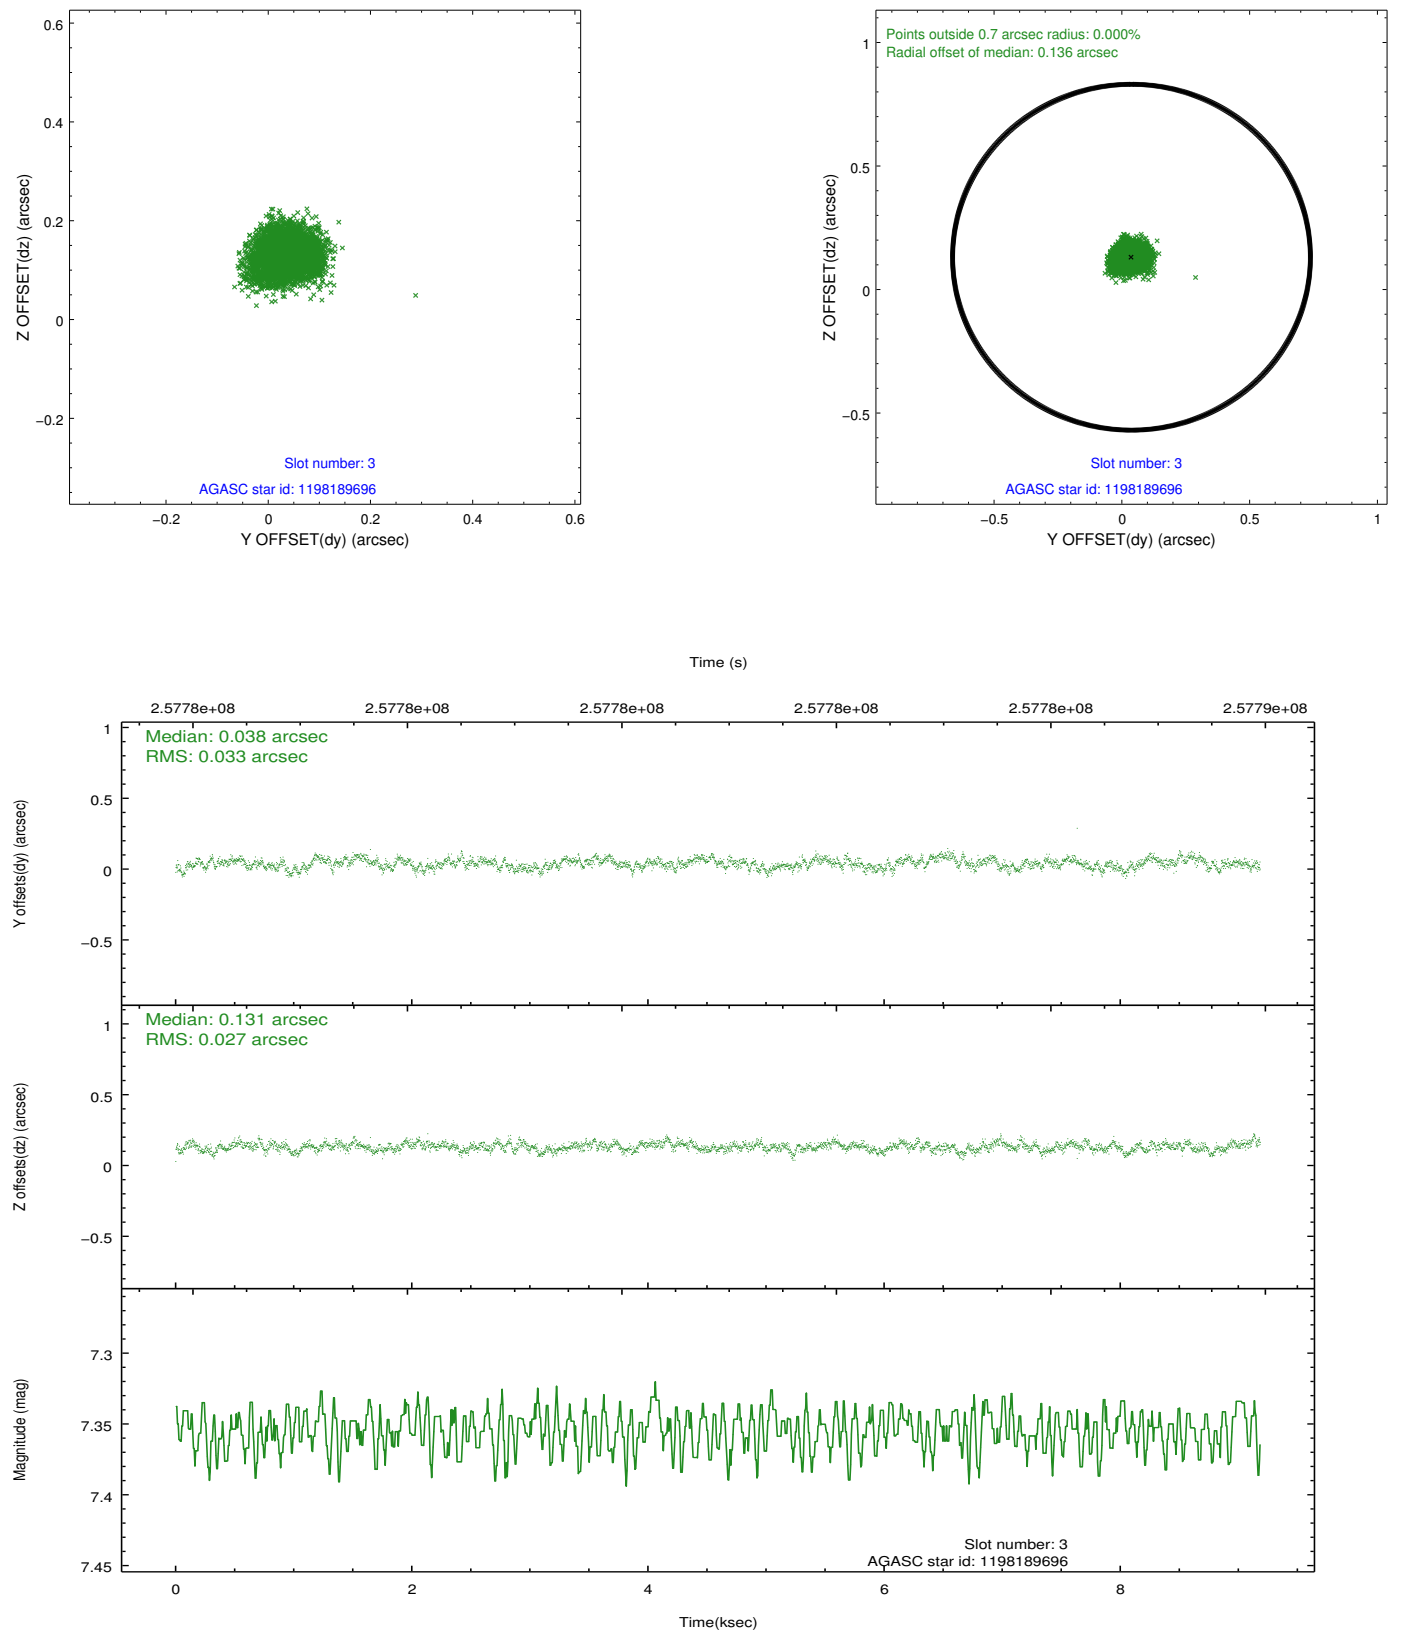 0.6
0.4
0.2
0
−0.2
Z OFFSET(dz) (arcsec)
Slot number: 3
AGASC star id: 1198189696
−0.2 0 0.2 0.4 0.6
Y OFFSET(dy) (arcsec)
Points outside 0.7 arcsec radius: 0.000%
Radial offset of median: 0.136 arcsec
1
0.5
0
−0.5
Z OFFSET(dz) (arcsec)
Slot number: 3
AGASC star id: 1198189696
−0.5 0 0.5 1
Y OFFSET(dy) (arcsec)
Time (s)
2.5778e+08 2.5778e+08 2.5778e+08 2.5778e+08 2.5778e+08 2.5779e+08
Median: 0.038 arcsec
RMS: 0.033 arcsec
1
0.5
0
−0.5
Y offsets(dy) (arcsec)
Median: 0.131 arcsec
RMS: 0.027 arcsec
1
0.5
0
−0.5
Z offsets(dz) (arcsec)
7.3
7.35
7.4
7.45
Magnitude (mag)
Slot number: 3
AGASC star id: 1198189696
0 2 4 6 8
Time(ksec)